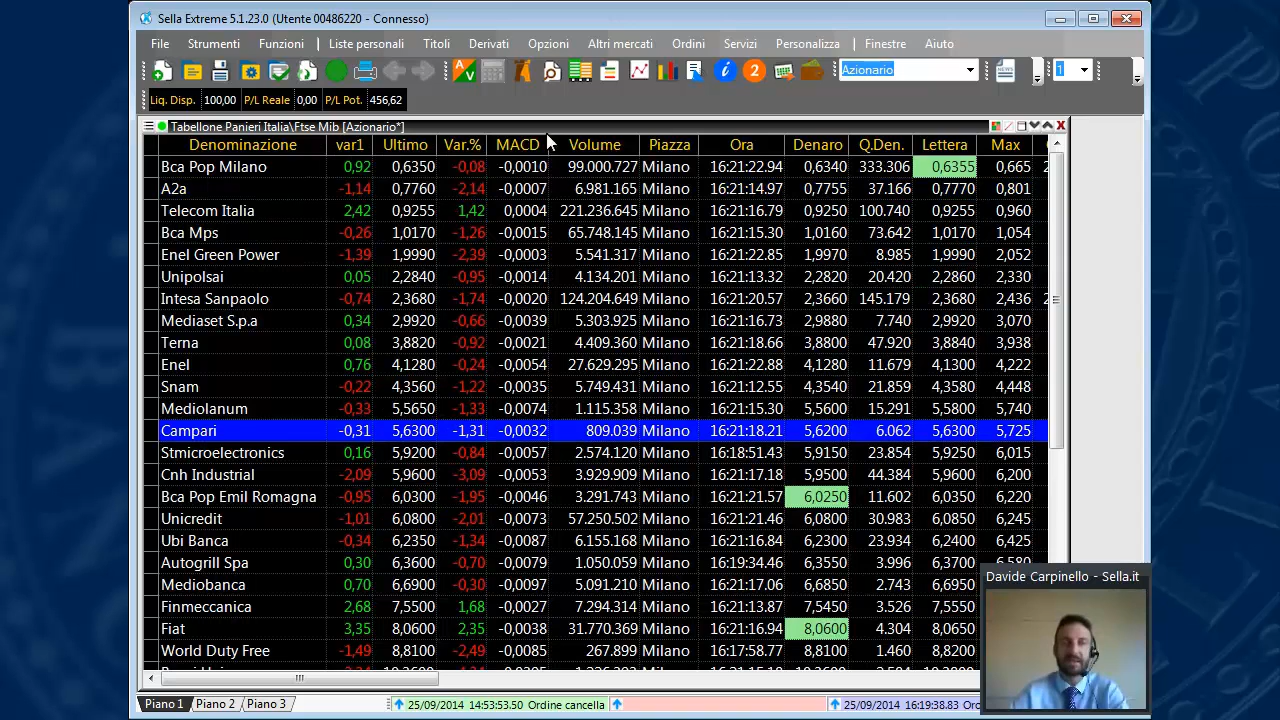 Sella Extreme 5.1.23.0 (Utente 00486220 - Connesso)
File Strumenti Funzioni Liste personali Titoli Derivati Opzioni Altri mercati Ordini Servizi Personalizza Finestre Aiuto
2 Azionario 1
Liq. Disp. 100,00 P/L Reale 0,00 P/L Pot. 456,62
Tabellone Panieri Italia\Ftse Mib [Azionario*]
Denominazione var1 Ultimo Var.% MACD Volume Piazza Ora Denaro Q.Den. Lettera Max
Bca Pop Milano 0,92 0,6350 -0,08 -0,0010 99.000.727 Milano 16:21:22.94 0,6340 333.306 0,6355 0,665
A2a -1,14 0,7760 -2,14 -0,0007 6.981.165 Milano 16:21:14.97 0,7755 37.166 0,7770 0,801
Telecom Italia 2,42 0,9255 1,42 0,0004 221.236.645 Milano 16:21:16.79 0,9250 100.740 0,9255 0,960
Bca Mps -0,26 1,0170 -1,26 -0,0015 65.748.145 Milano 16:21:15.30 1,0160 73.642 1,0170 1,054
Enel Green Power -1,39 1,9990 -2,39 -0,0003 5.541.317 Milano 16:21:22.85 1,9970 8.985 1,9990 2,052
Unipolsai 0,05 2,2840 -0,95 -0,0014 4.134.201 Milano 16:21:13.32 2,2820 20.420 2,2860 2,330
Intesa Sanpaolo -0,74 2,3680 -1,74 -0,0020 124.204.649 Milano 16:21:20.57 2,3660 145.179 2,3680 2,436
Mediaset S.p.a 0,34 2,9920 -0,66 -0,0039 5.303.925 Milano 16:21:16.73 2,9880 7.740 2,9920 3,070
Terna 0,08 3,8820 -0,92 -0,0021 4.409.360 Milano 16:21:18.66 3,8800 47.920 3,8840 3,938
Enel 0,76 4,1280 -0,24 -0,0054 27.629.295 Milano 16:21:22.88 4,1280 11.679 4,1300 4,222
Snam -0,22 4,3560 -1,22 -0,0035 5.749.431 Milano 16:21:12.55 4,3540 21.859 4,3580 4,448
Mediolanum -0,33 5,5650 -1,33 -0,0074 1.115.358 Milano 16:21:15.30 5,5600 15.291 5,5800 5,740
Campari -0,31 5,6300 -1,31 -0,0032 809.039 Milano 16:21:18.21 5,6200 6.062 5,6300 5,725
Stmicroelectronics 0,16 5,9200 -0,84 -0,0057 2.574.120 Milano 16:18:51.43 5,9150 23.854 5,9250 6,015
Cnh Industrial -2,09 5,9600 -3,09 -0,0053 3.929.909 Milano 16:21:17.18 5,9500 44.384 5,9600 6,200
Bca Pop Emil Romagna -0,95 6,0300 -1,95 -0,0046 3.291.743 Milano 16:21:21.57 6,0250 11.602 6,0350 6,220
Unicredit -1,01 6,0800 -2,01 -0,0073 57.250.502 Milano 16:21:21.46 6,0800 30.983 6,0850 6,245
Ubi Banca -0,34 6,2350 -1,34 -0,0087 6.155.168 Milano 16:21:16.84 6,2300 23.934 6,2400 6,425
Autogrill Spa 0,30 6,3600 -0,70 -0,0079 1.050.059 Milano 16:19:34.46 6,3550 3.996 6,3700 6,580
Mediobanca 0,70 6,6900 -0,30 -0,0097 5.091.210 Milano 16:21:17.06 6,6850 2.743 6,6950
Finmeccanica 2,68 7,5500 1,68 -0,0027 7.294.314 Milano 16:21:13.87 7,5450 3.526 7,5550
Fiat 3,35 8,0600 2,35 -0,0038 31.770.369 Milano 16:21:16.94 8,0600 4.304 8,0650
World Duty Free -1,49 8,8100 -2,49 -0,0085 267.899 Milano 16:17:58.77 8,8100 1.460 8,8200
Davide Carpinello - Sella.it
Piano 1 Piano 2 Piano 3 25/09/2014 14:53:53.50 Ordine cancella 25/09/2014 16:19:38.83 Ord